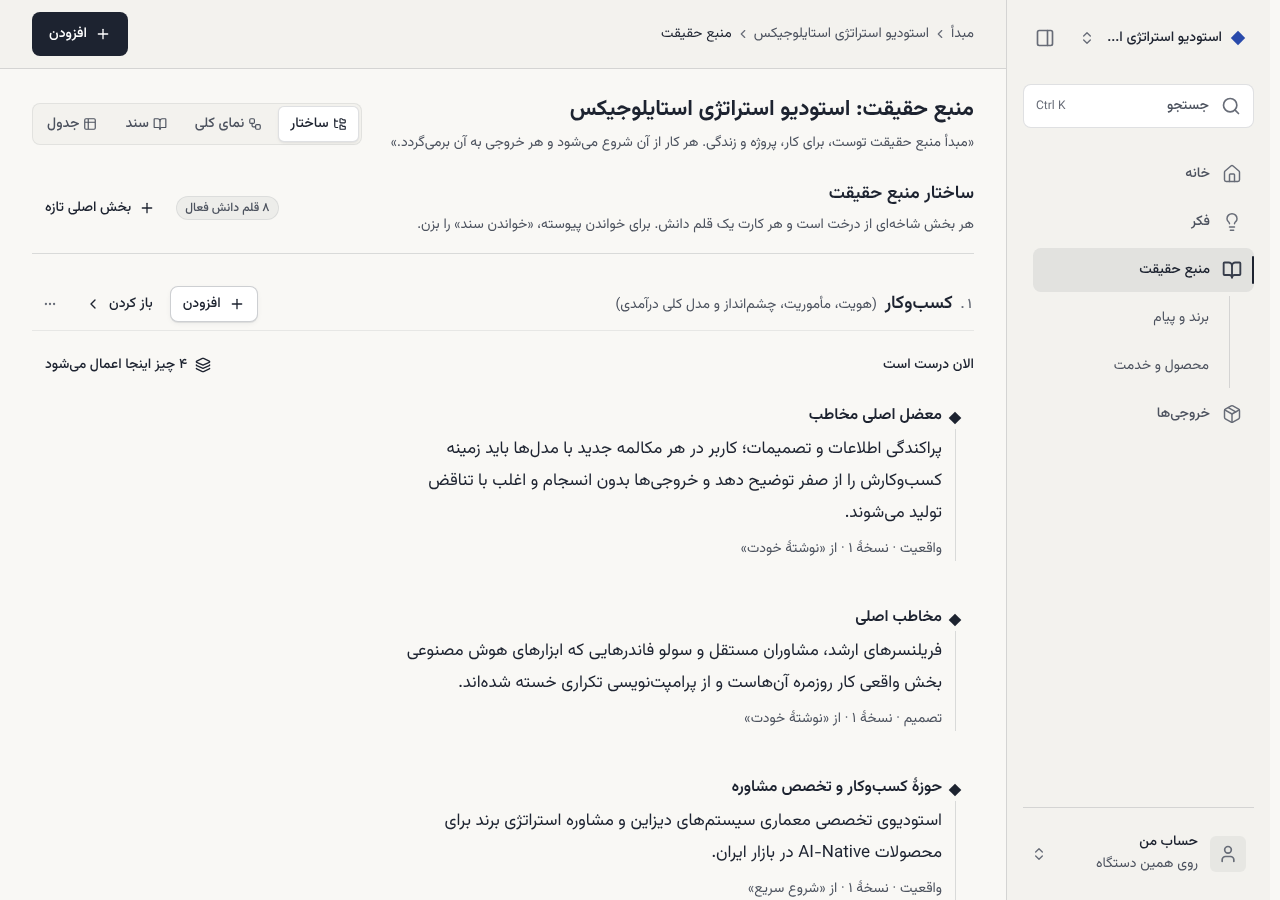 استودیو استراتژی ا...
جستجو
Ctrl K
خانه
فکر
منبع حقیقت
برند و پیام
محصول و خدمت
خروجی‌ها
حساب من
روی همین دستگاه
مبدأ › استودیو استراتژی استایلوجیکس › منبع حقیقت
+ افزودن
منبع حقیقت: استودیو استراتژی استایلوجیکس
«مبدأ منبع حقیقت توست، برای کار، پروژه و زندگی. هر کار از آن شروع می‌شود و هر خروجی به آن برمی‌گردد.»
ساختار
نمای کلی
سند
جدول
ساختار منبع حقیقت
هر بخش شاخه‌ای از درخت است و هر کارت یک قلم دانش. برای خواندن پیوسته، «خواندن سند» را بزن.
۸ قلم دانش فعال
+ بخش اصلی تازه
۱. کسب‌وکار (هویت، مأموریت، چشم‌انداز و مدل کلی درآمدی)
+ افزودن
باز کردن
...
الان درست است
۴ چیز اینجا اعمال می‌شود
معضل اصلی مخاطب
پراکندگی اطلاعات و تصمیمات؛ کاربر در هر مکالمه جدید با مدل‌ها باید زمینه
کسب‌وکارش را از صفر توضیح دهد و خروجی‌ها بدون انسجام و اغلب با تناقض
تولید می‌شوند.
واقعیت · نسخهٔ ۱ · از «نوشتهٔ خودت»
مخاطب اصلی
فریلنسرهای ارشد، مشاوران مستقل و سولو فاندرهایی که ابزارهای هوش مصنوعی
بخش واقعی کار روزمره آن‌هاست و از پرامپت‌نویسی تکراری خسته شده‌اند.
تصمیم · نسخهٔ ۱ · از «نوشتهٔ خودت»
حوزهٔ کسب‌وکار و تخصص مشاوره
استودیوی تخصصی معماری سیستم‌های دیزاین و مشاوره استراتژی برند برای
محصولات AI-Native در بازار ایران.
واقعیت · نسخهٔ ۱ · از «شروع سریع»